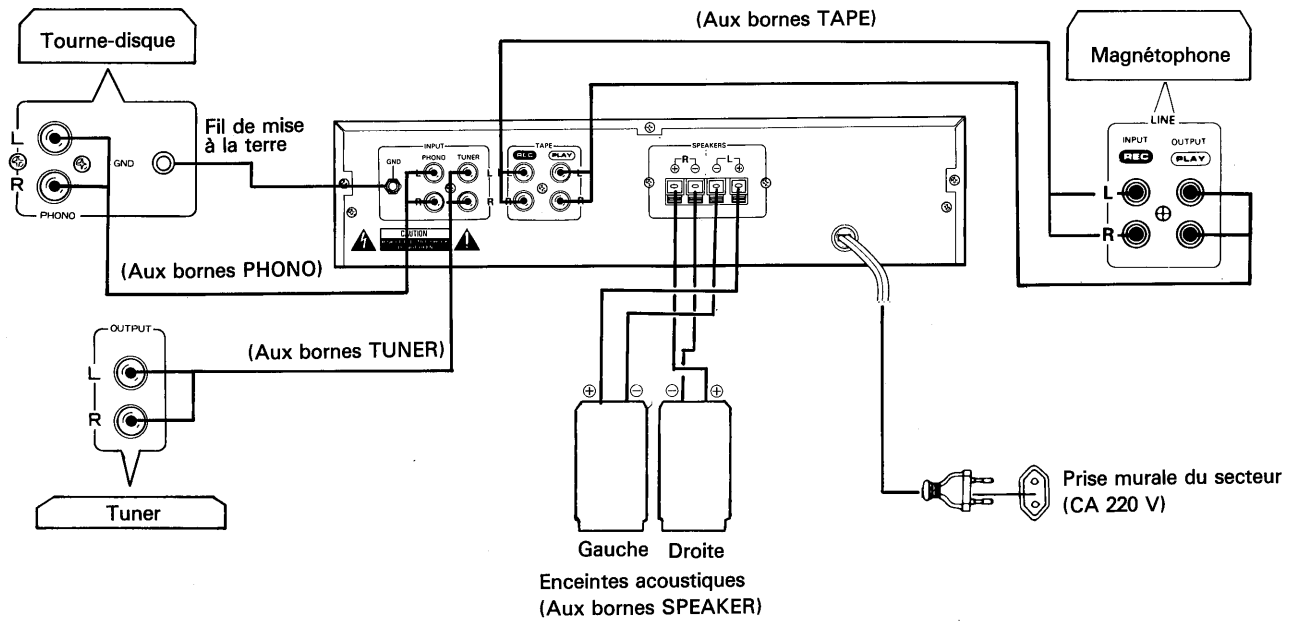 (Aux bornes TAPE)
Tourne-disque
Magnétophone
L
R
GND
PHONO
Fil de mise
à la terre
GND
INPUT
PHONO TUNER
L
R
TAPE
REC PLAY
L L
R R
SPEAKERS
R L
⊕ ⊖ ⊖ ⊕
CAUTION
LINE
INPUT OUTPUT
REC PLAY
L
R
(Aux bornes PHONO)
(Aux bornes TUNER)
OUTPUT
L
R
Tuner
⊕ ⊖ ⊖ ⊕
Gauche Droite
Enceintes acoustiques
(Aux bornes SPEAKER)
Prise murale du secteur
(CA 220 V)